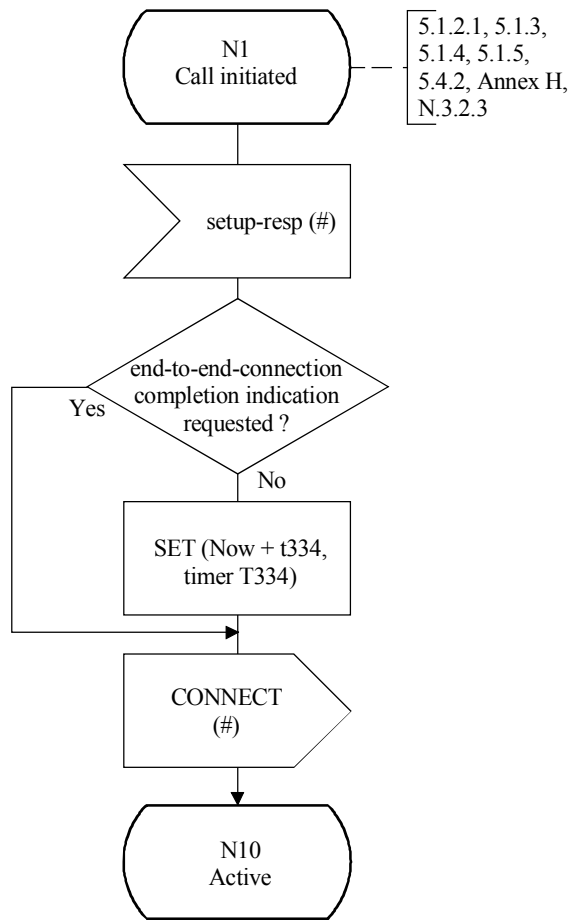 N1
Call initiated
5.1.2.1, 5.1.3,
5.1.4, 5.1.5,
5.4.2, Annex H,
N.3.2.3
setup-resp (#)
end-to-end-connection
completion indication
requested ?
Yes
No
SET (Now + t334,
timer T334)
CONNECT
(#)
N10
Active